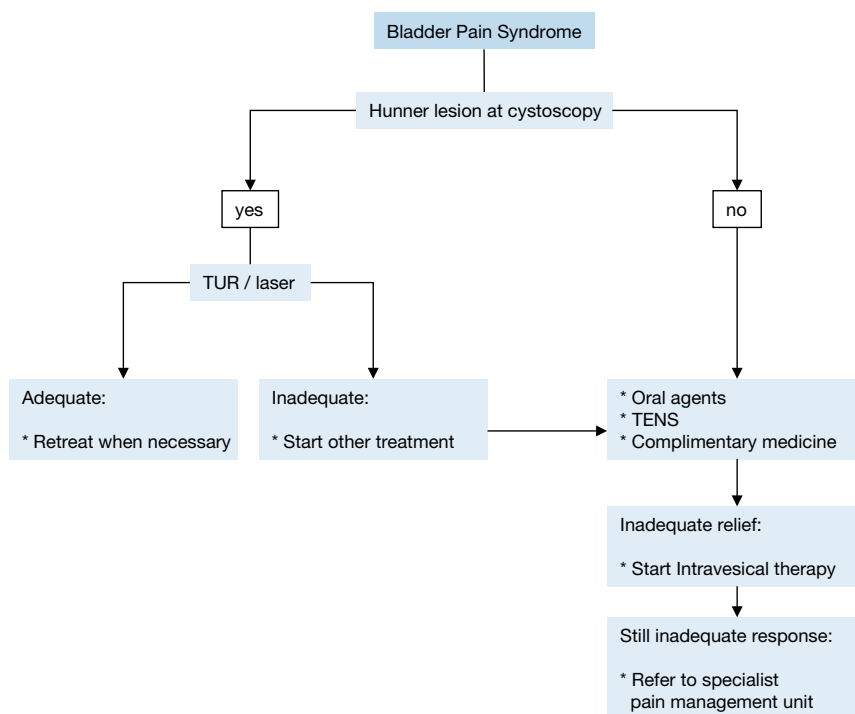 Bladder Pain Syndrome
Hunner lesion at cystoscopy
yes
no
TUR / laser
Adequate:
* Retreat when necessary
Inadequate:
* Start other treatment
* Oral agents
* TENS
* Complimentary medicine
Inadequate relief:
* Start Intravesical therapy
Still inadequate response:
* Refer to specialist
pain management unit